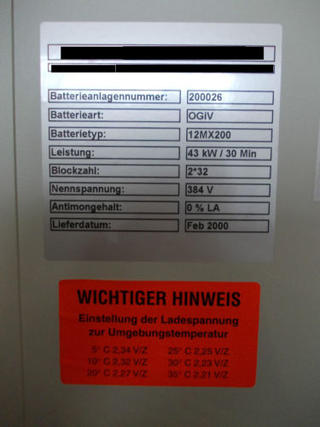 Batterieanlagennummer: 200026
Batterieart: OGiV
Batterietyp: 12MX200
Leistung: 43 kW / 30 Min
Blockzahl: 2*32
Nennspannung: 384 V
Antimongehalt: 0 % LA
Lieferdatum: Feb 2000
WICHTIGER HINWEIS
Einstellung der Ladespannung
zur Umgebungstemperatur
5° C 2,34 V/Z 25° C 2,25 V/Z
10° C 2,32 V/Z 30° C 2,23 V/Z
20° C 2,27 V/Z 35° C 2,21 V/Z